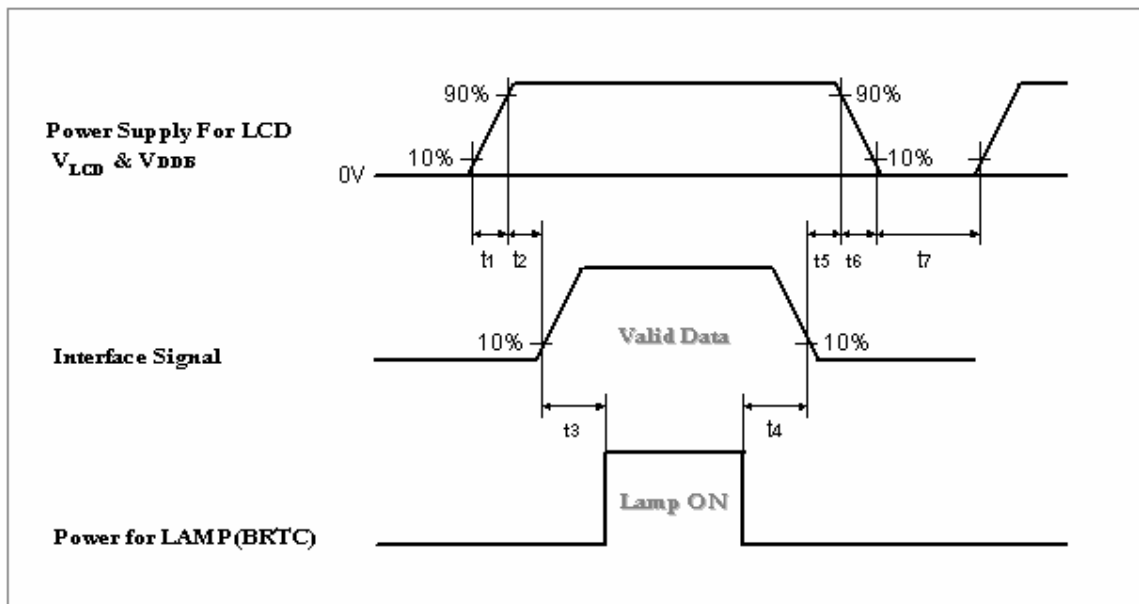 90%
90%
Power Supply For LCD
VLCD & VDDE
10%
10%
0V
t1
t2
t5
t6
t7
Interface Signal
10%
Valid Data
10%
t3
t4
Lamp ON
Power for LAMP(BRTC)